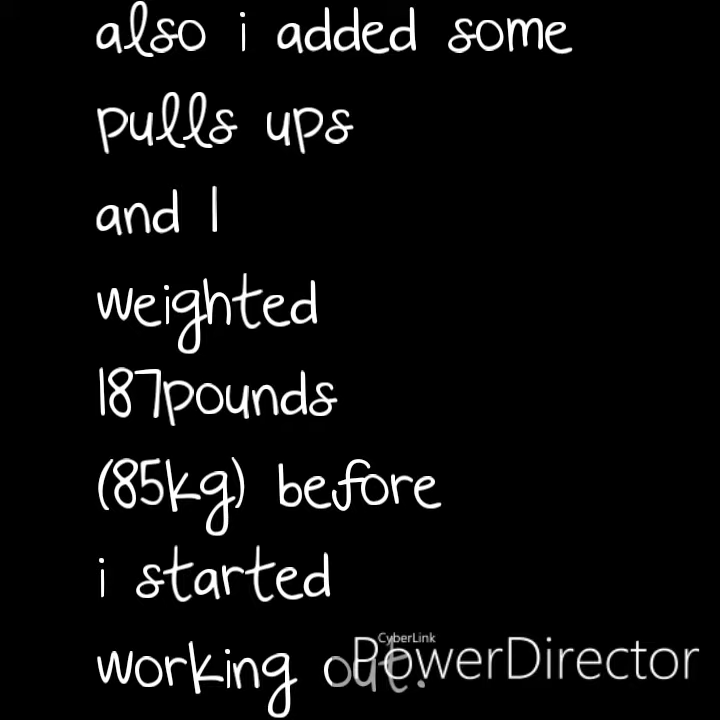 also i added some
pulls ups
and I
weighted
187pounds
(85kg) before
i started
working out.
CyberLink
PowerDirector